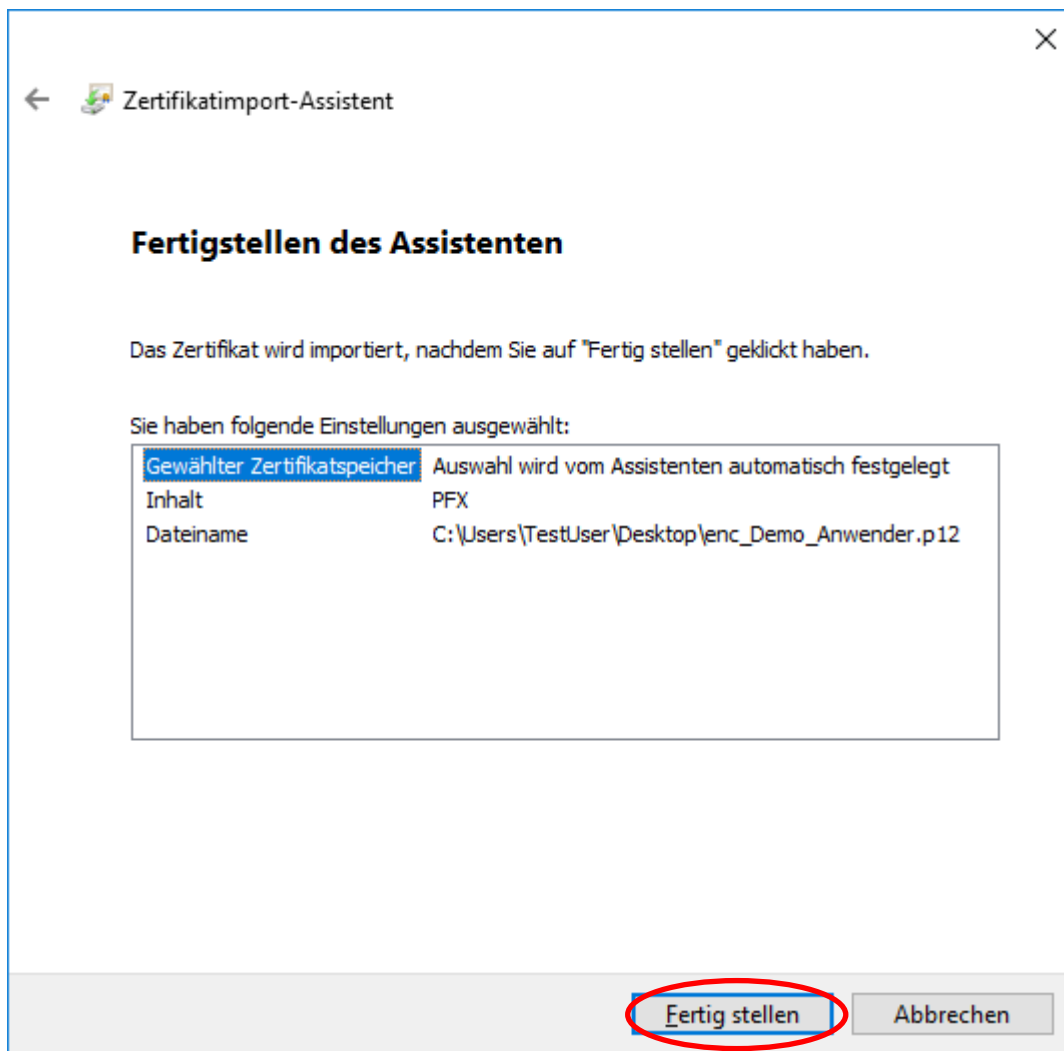 Zertifikatimport-Assistent
Fertigstellen des Assistenten
Das Zertifikat wird importiert, nachdem Sie auf "Fertig stellen" geklickt haben.
Sie haben folgende Einstellungen ausgewählt:
Gewählter Zertifikatspeicher Auswahl wird vom Assistenten automatisch festgelegt
Inhalt PFX
Dateiname C:\Users\TestUser\Desktop\enc_Demo_Anwender.p12
Fertig stellen Abbrechen